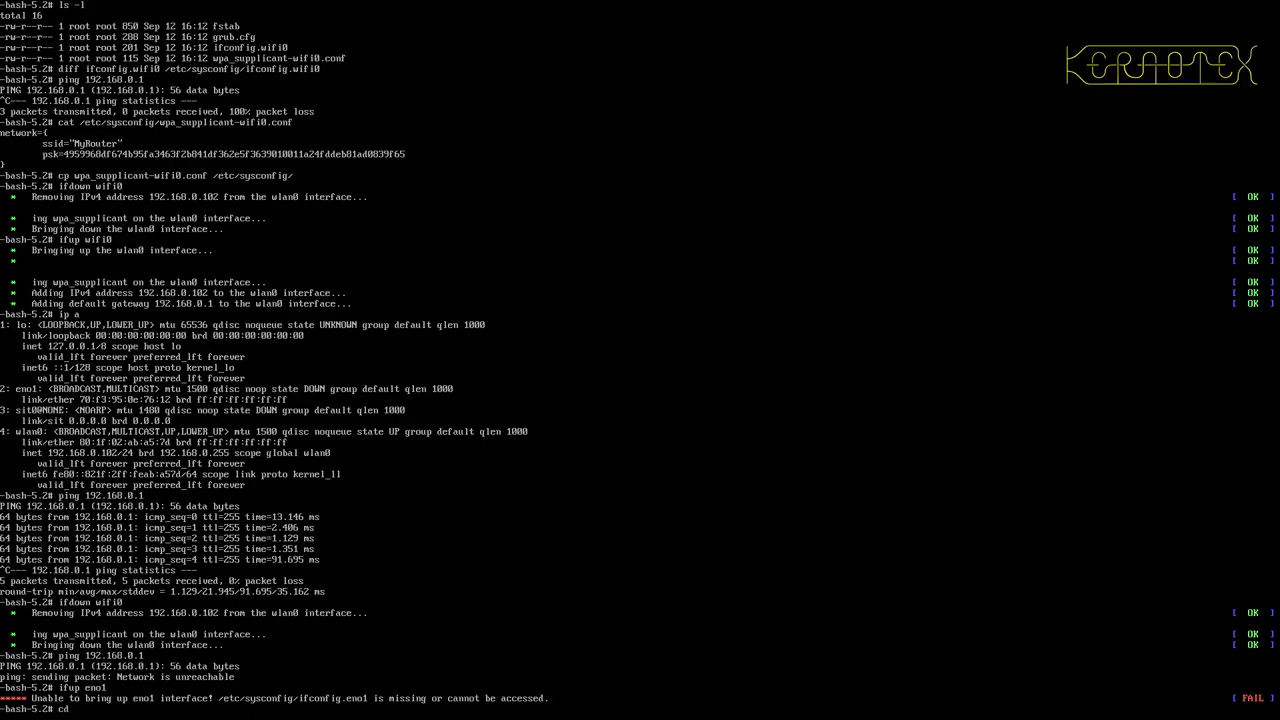 -bash-5.2# ls -l
total 16
-rw-r--r-- 1 root root 850 Sep 12 16:12 fstab
-rw-r--r-- 1 root root 288 Sep 12 16:12 grub.cfg
-rw-r--r-- 1 root root 201 Sep 12 16:12 ifconfig.wifi0
-rw-r--r-- 1 root root 115 Sep 12 16:12 wpa_supplicant-wifi0.conf
-bash-5.2# diff ifconfig.wifi0 /etc/sysconfig/ifconfig.wifi0
-bash-5.2# ping 192.168.0.1
PING 192.168.0.1 (192.168.0.1): 56 data bytes
^C--- 192.168.0.1 ping statistics ---
3 packets transmitted, 0 packets received, 100% packet loss
-bash-5.2# cat /etc/sysconfig/wpa_supplicant-wifi0.conf
network={
ssid="MyRouter"
psk=4959968df674b95fa3463f2b841df362e5f3639010011a24fddeb81ad0839f65
}
-bash-5.2# cp wpa_supplicant-wifi0.conf /etc/sysconfig/
-bash-5.2# ifdown wifi0
* Removing IPv4 address 192.168.0.102 from the wlan0 interface... [ OK ]
* ing wpa_supplicant on the wlan0 interface... [ OK ]
* Bringing down the wlan0 interface... [ OK ]
-bash-5.2# ifup wifi0
* Bringing up the wlan0 interface... [ OK ]
* [ OK ]
ing wpa_supplicant on the wlan0 interface... [ OK ]
* Adding IPv4 address 192.168.0.102 to the wlan0 interface... [ OK ]
* Adding default gateway 192.168.0.1 to the wlan0 interface... [ OK ]
-bash-5.2# ip a
1: lo: <LOOPBACK,UP,LOWER_UP> mtu 65536 qdisc noqueue state UNKNOWN group default qlen 1000
link/loopback 00:00:00:00:00:00 brd 00:00:00:00:00:00
inet 127.0.0.1/8 scope host lo
valid_lft forever preferred_lft forever
inet6 ::1/128 scope host proto kernel_lo
valid_lft forever preferred_lft forever
2: eno1: <BROADCAST,MULTICAST> mtu 1500 qdisc noop state DOWN group default qlen 1000
link/ether 70:f3:95:0e:76:12 brd ff:ff:ff:ff:ff:ff
3: sit0@NONE: <NOARP> mtu 1480 qdisc noop state DOWN group default qlen 1000
link/sit 0.0.0.0 brd 0.0.0.0
4: wlan0: <BROADCAST,MULTICAST,UP,LOWER_UP> mtu 1500 qdisc noqueue state UP group default qlen 1000
link/ether 80:1f:02:ab:a5:7d brd ff:ff:ff:ff:ff:ff
inet 192.168.0.102/24 brd 192.168.0.255 scope global wlan0
valid_lft forever preferred_lft forever
inet6 fe80::821f:2ff:feab:a57d/64 scope link proto kernel_ll
valid_lft forever preferred_lft forever
-bash-5.2# ping 192.168.0.1
PING 192.168.0.1 (192.168.0.1): 56 data bytes
64 bytes from 192.168.0.1: icmp_seq=0 ttl=255 time=13.146 ms
64 bytes from 192.168.0.1: icmp_seq=1 ttl=255 time=2.406 ms
64 bytes from 192.168.0.1: icmp_seq=2 ttl=255 time=1.129 ms
64 bytes from 192.168.0.1: icmp_seq=3 ttl=255 time=1.351 ms
64 bytes from 192.168.0.1: icmp_seq=4 ttl=255 time=91.695 ms
^C--- 192.168.0.1 ping statistics ---
5 packets transmitted, 5 packets received, 0% packet loss
round-trip min/avg/max/stddev = 1.129/21.945/91.695/35.162 ms
-bash-5.2# ifdown wifi0
* Removing IPv4 address 192.168.0.102 from the wlan0 interface... [ OK ]
* ing wpa_supplicant on the wlan0 interface... [ OK ]
* Bringing down the wlan0 interface... [ OK ]
-bash-5.2# ping 192.168.0.1
PING 192.168.0.1 (192.168.0.1): 56 data bytes
ping: sending packet: Network is unreachable
-bash-5.2# ifup eno1
***** Unable to bring up eno1 interface! /etc/sysconfig/ifconfig.eno1 is missing or cannot be accessed. [ FAIL ]
-bash-5.2# cd
KERAOTEX